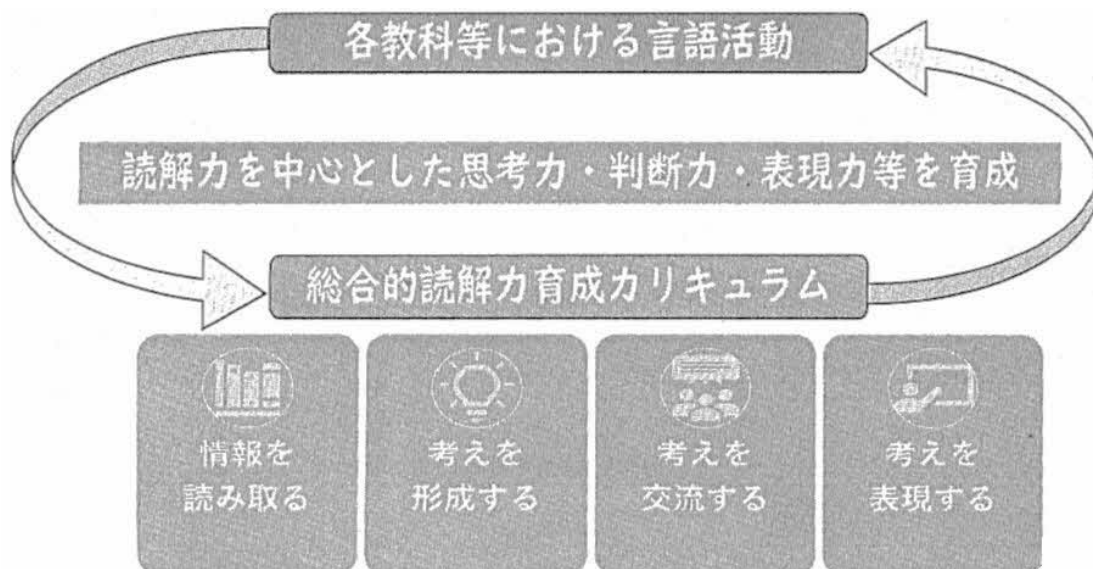 各教科等における言語活動
読解力を中心とした思考力・判断力・表現力等を育成
総合的読解力育成カリキュラム
情報を
読み取る
考えを
形成する
考えを
交流する
考えを
表現する